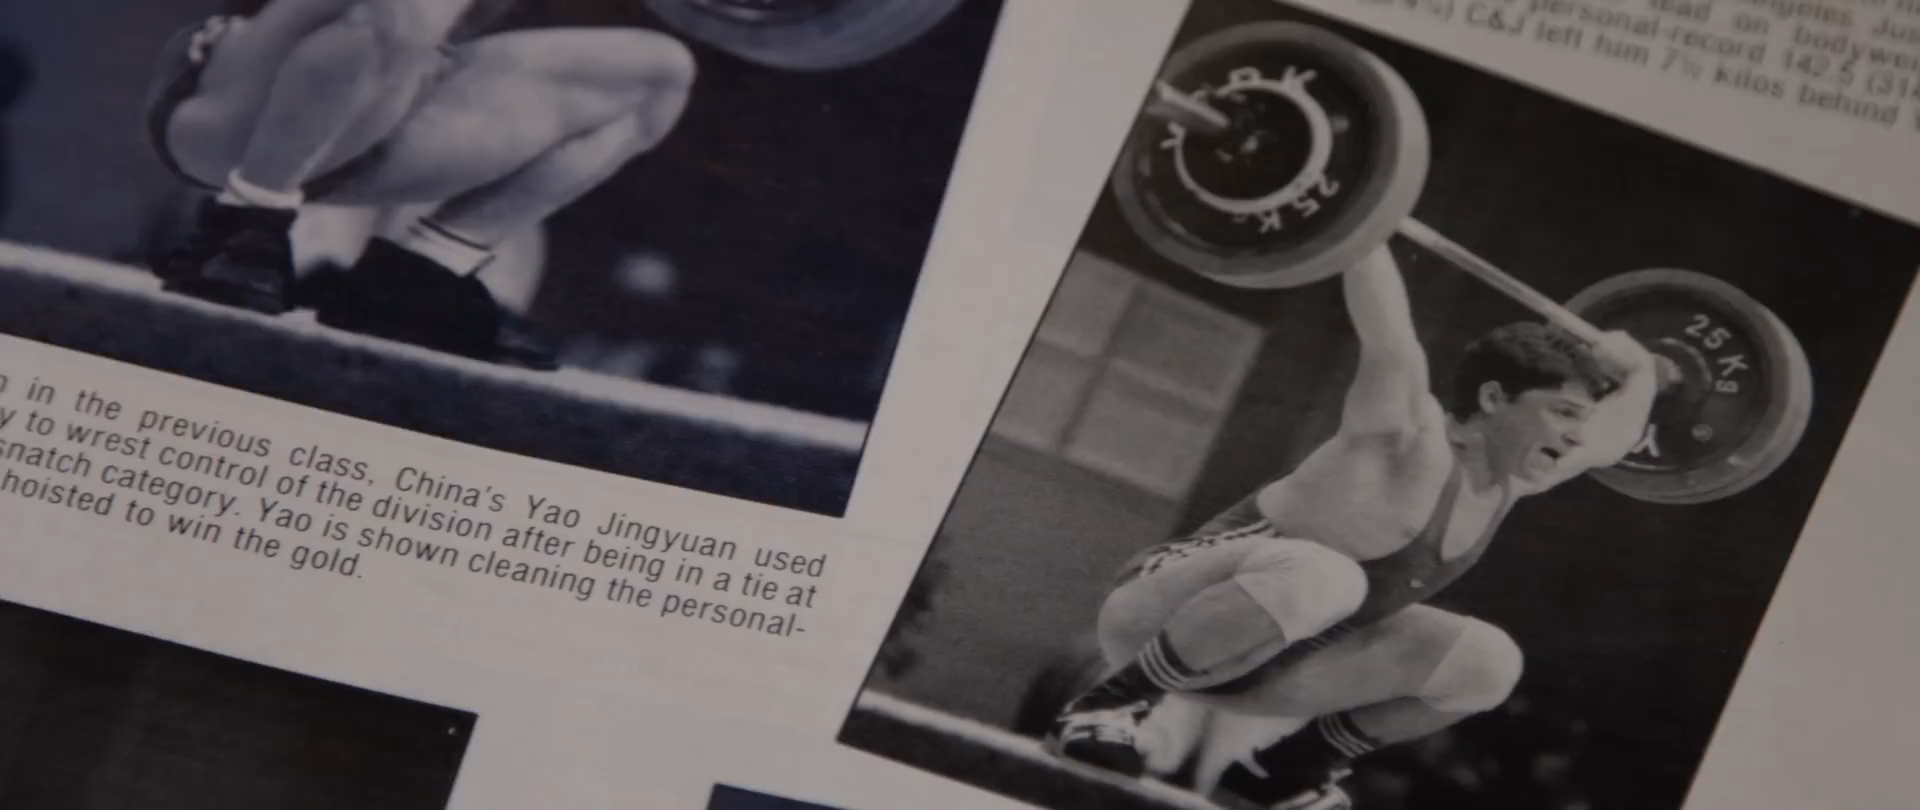 in the previous class, China's Yao Jingyuan used
to wrest control of the division after being in a tie at
snatch category. Yao is shown cleaning the personal-
hoisted to win the gold.
Just
lead on
personal-record 142.5
C&J left him 7½ kilos behind
25 KG
25 KG